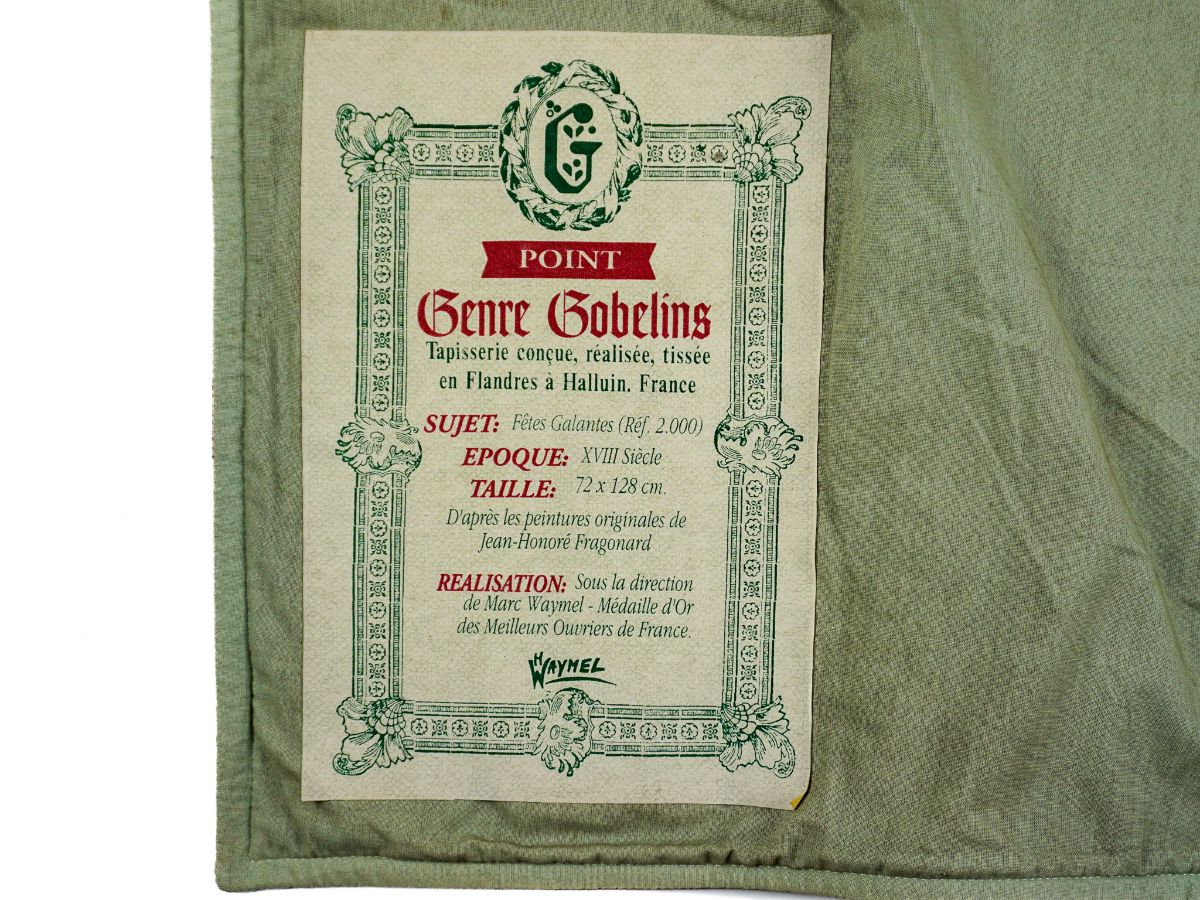 G
POINT
Genre Gobelins
Tapisserie conçue, réalisée, tissée
en Flandres à Halluin. France
SUJET: Fêtes Galantes (Réf. 2.000)
EPOQUE: XVIII Siècle
TAILLE: 72 x 128 cm.
D'après les peintures originales de
Jean-Honoré Fragonard
REALISATION: Sous la direction
de Marc Waymel - Médaille d'Or
des Meilleurs Ouvriers de France.
H WAYMEL